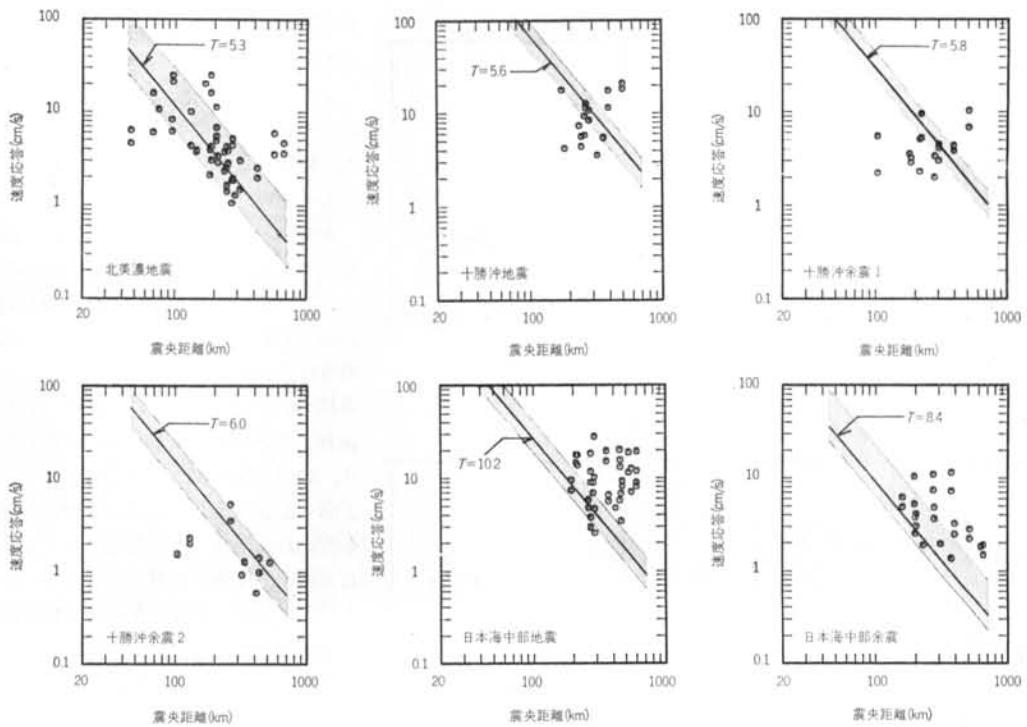 100
10
1
0.1
速度応答(cm/s)
T=5.3
北美濃地震
20
100
1000
震央距離(km)
100
10
1
0.1
速度応答(cm/s)
T=5.6
十勝沖地震
20
100
1000
震央距離(km)
100
10
1
0.1
速度応答(cm/s)
T=5.8
十勝沖余震1
20
100
1000
震央距離(km)
100
10
1
0.1
速度応答(cm/s)
T=6.0
十勝沖余震2
20
100
1000
震央距離(km)
100
10
1
0.1
速度応答(cm/s)
T=10.2
日本海中部地震
20
100
1000
震央距離(km)
100
10
1
0.1
速度応答(cm/s)
T=8.4
日本海中部余震
20
100
1000
震央距離(km)